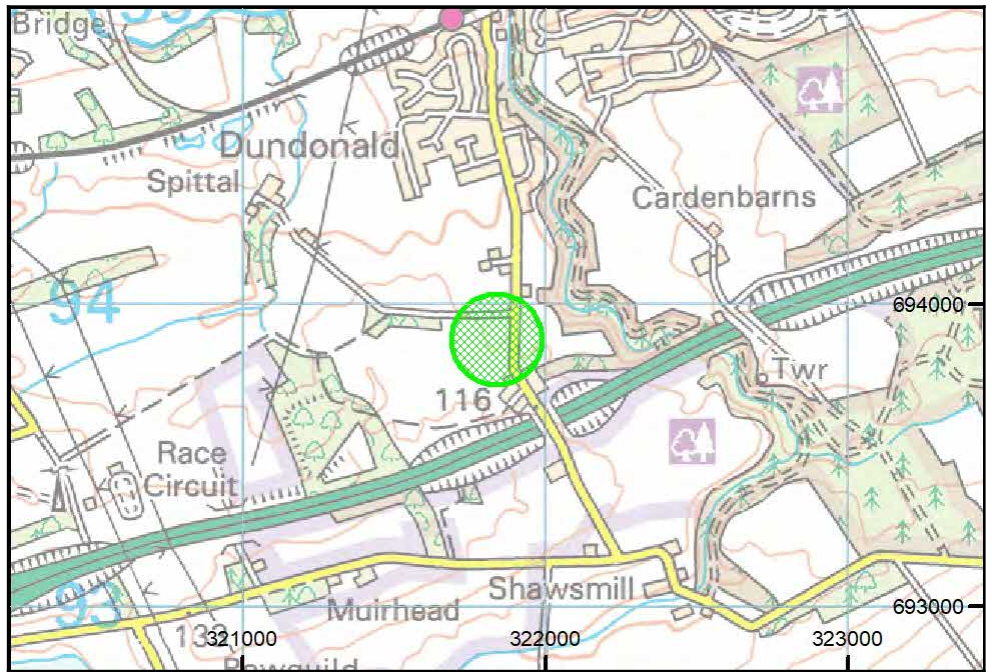 Bridge
Dundonald
Spittal
Cardenbarns
94
694000
116
Twr
Race
Circuit
Shawsmill
93
Muirhead
693000
321000
322000
323000